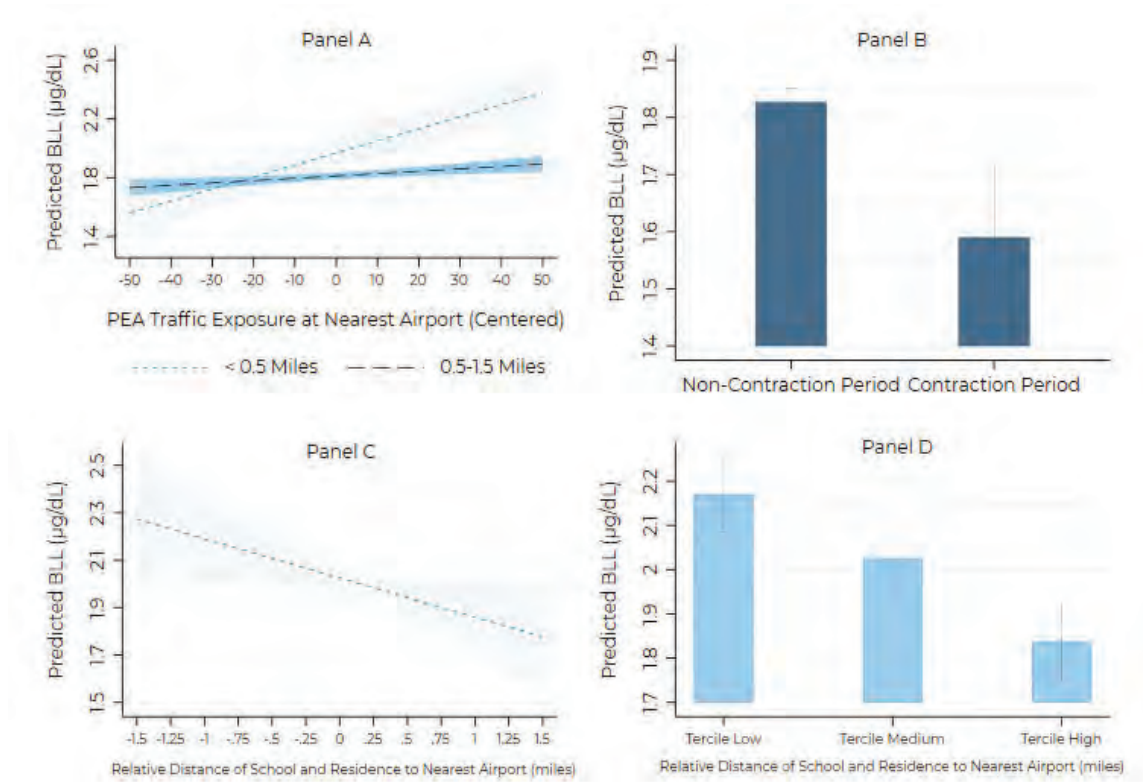 Panel A
Predicted BLL (µg/dL)
2.6
2.2
1.8
1.4
-50 -40 -30 -20 -10 0 10 20 30 40 50
PEA Traffic Exposure at Nearest Airport (Centered)
< 0.5 Miles 0.5-1.5 Miles
Panel B
Predicted BLL (µg/dL)
1.9
1.8
1.7
1.6
1.5
1.4
Non-Contraction Period Contraction Period
Panel C
Predicted BLL (µg/dL)
2.5
2.3
2.1
1.9
1.7
1.5
-1.5 -1.25 -1 -.75 -.5 -.25 0 .25 .5 .75 1 1.25 1.5
Relative Distance of School and Residence to Nearest Airport (miles)
Panel D
Predicted BLL (µg/dL)
2.2
2.1
2
1.9
1.8
1.7
Tercile Low Tercile Medium Tercile High
Relative Distance of School and Residence to Nearest Airport (miles)